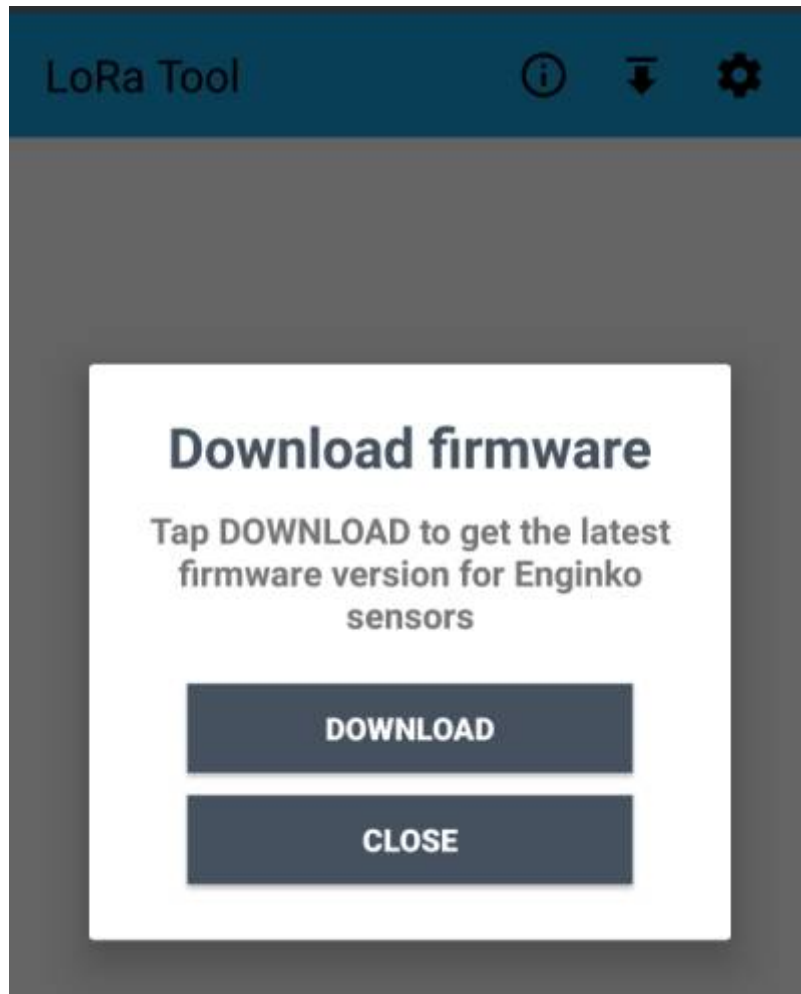 LoRa Tool
Download firmware
Tap DOWNLOAD to get the latest
firmware version for Enginko
sensors
DOWNLOAD
CLOSE